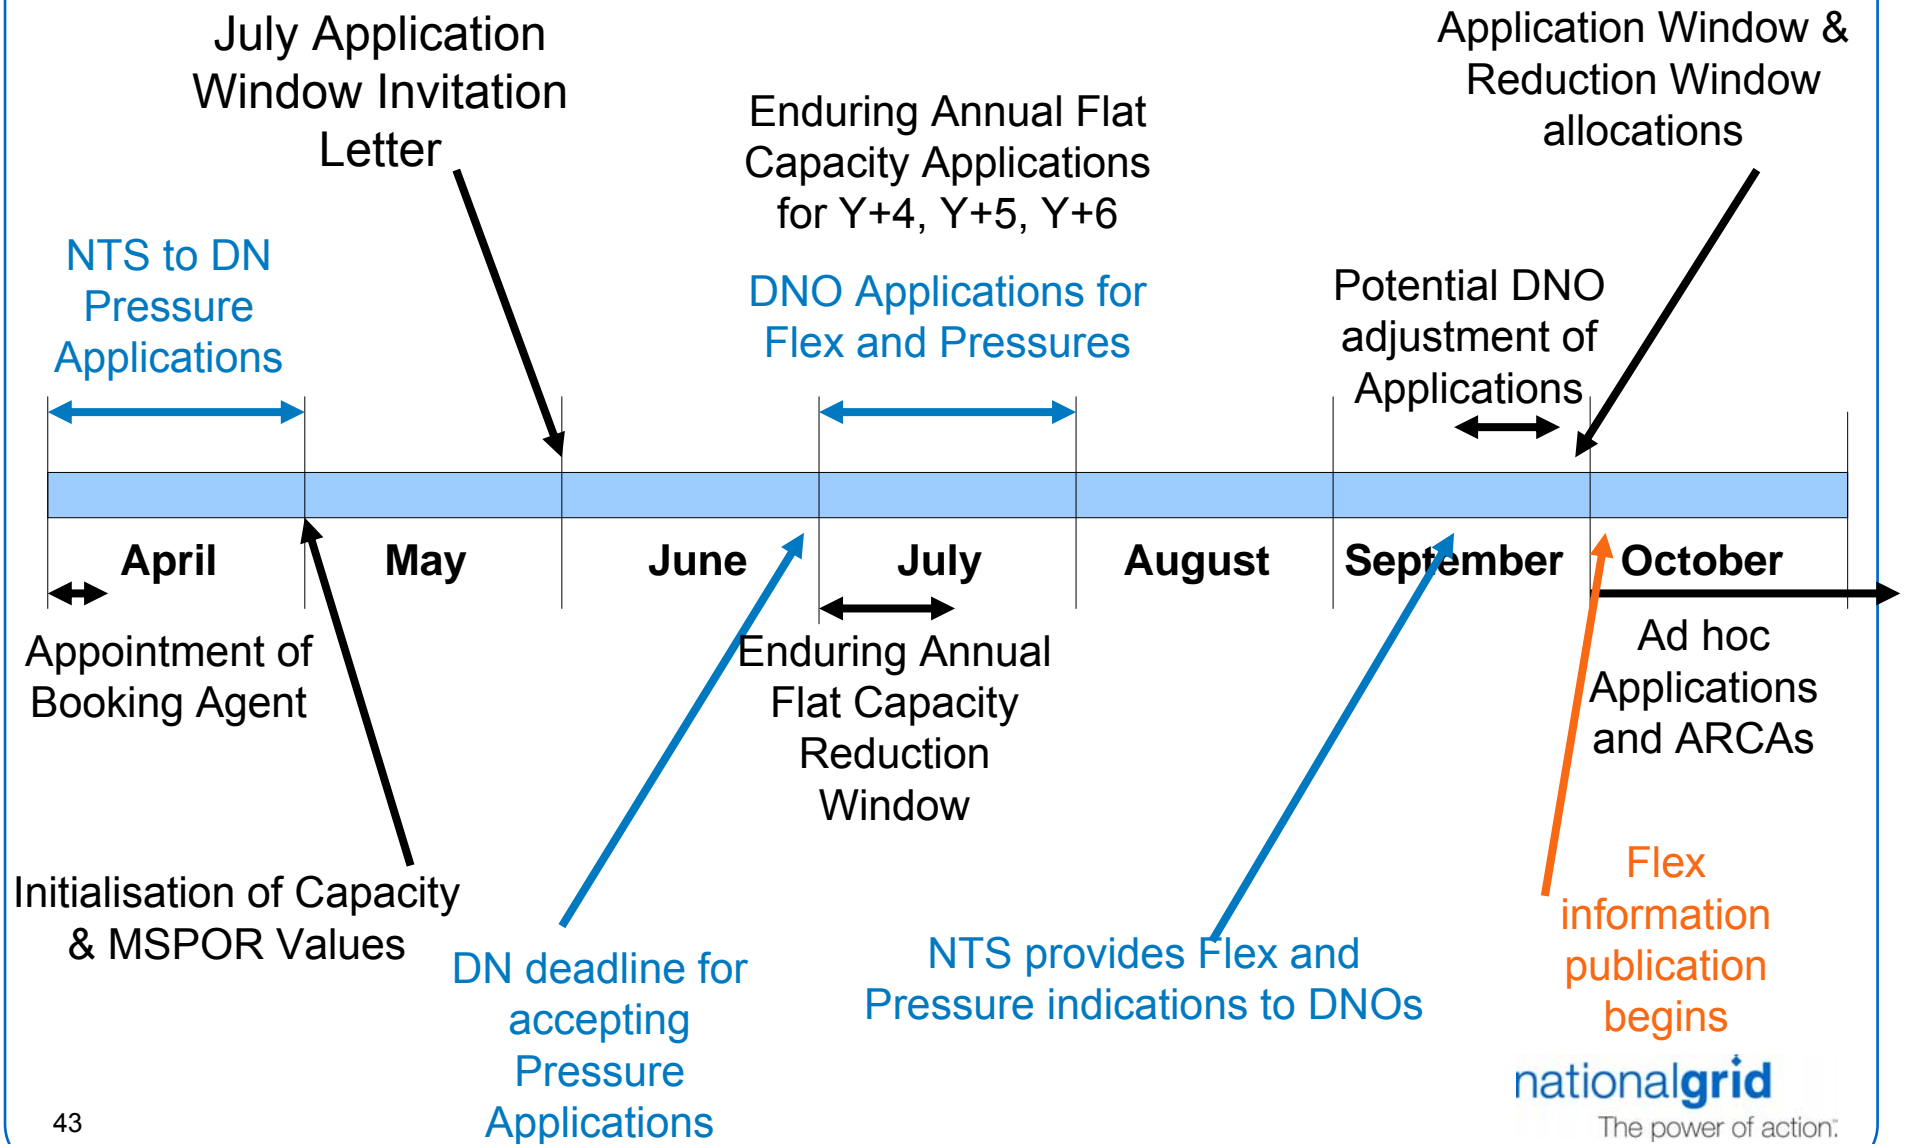 July Application
Window Invitation
Letter
Application Window &
Reduction Window
allocations
Enduring Annual Flat
Capacity Applications
for Y+4, Y+5, Y+6
NTS to DN
Pressure
Applications
DNO Applications for
Flex and Pressures
Potential DNO
adjustment of
Applications
April May June July August September October
Appointment of
Booking Agent
Enduring Annual
Flat Capacity
Reduction
Window
Ad hoc
Applications
and ARCAs
Initialisation of Capacity
& MSPOR Values
DN deadline for
accepting
Pressure
Applications
NTS provides Flex and
Pressure indications to DNOs
Flex
information
publication
begins
nationalgrid
The power of action.
43